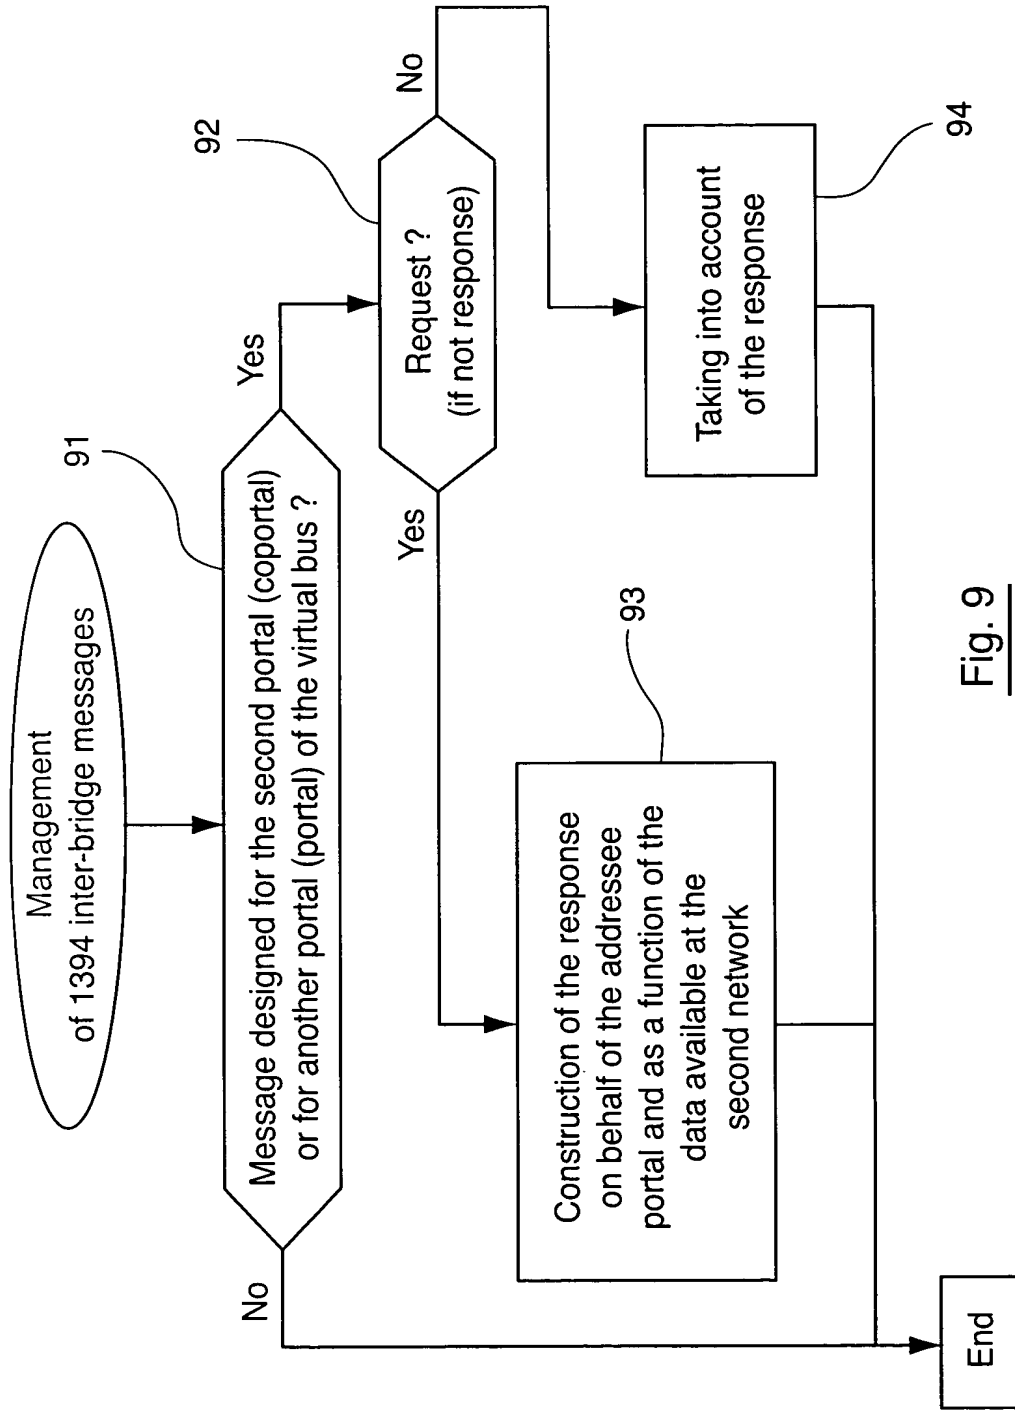 Management
of 1394 inter-bridge messages
91
Message designed for the second portal (coportal)
or for another portal (portal) of the virtual bus ?
No
Yes
92
Request ?
(if not response)
Yes
No
93
Construction of the response
on behalf of the addressee
portal and as a function of the
data available at the
second network
94
Taking into account
of the response
End
Fig. 9